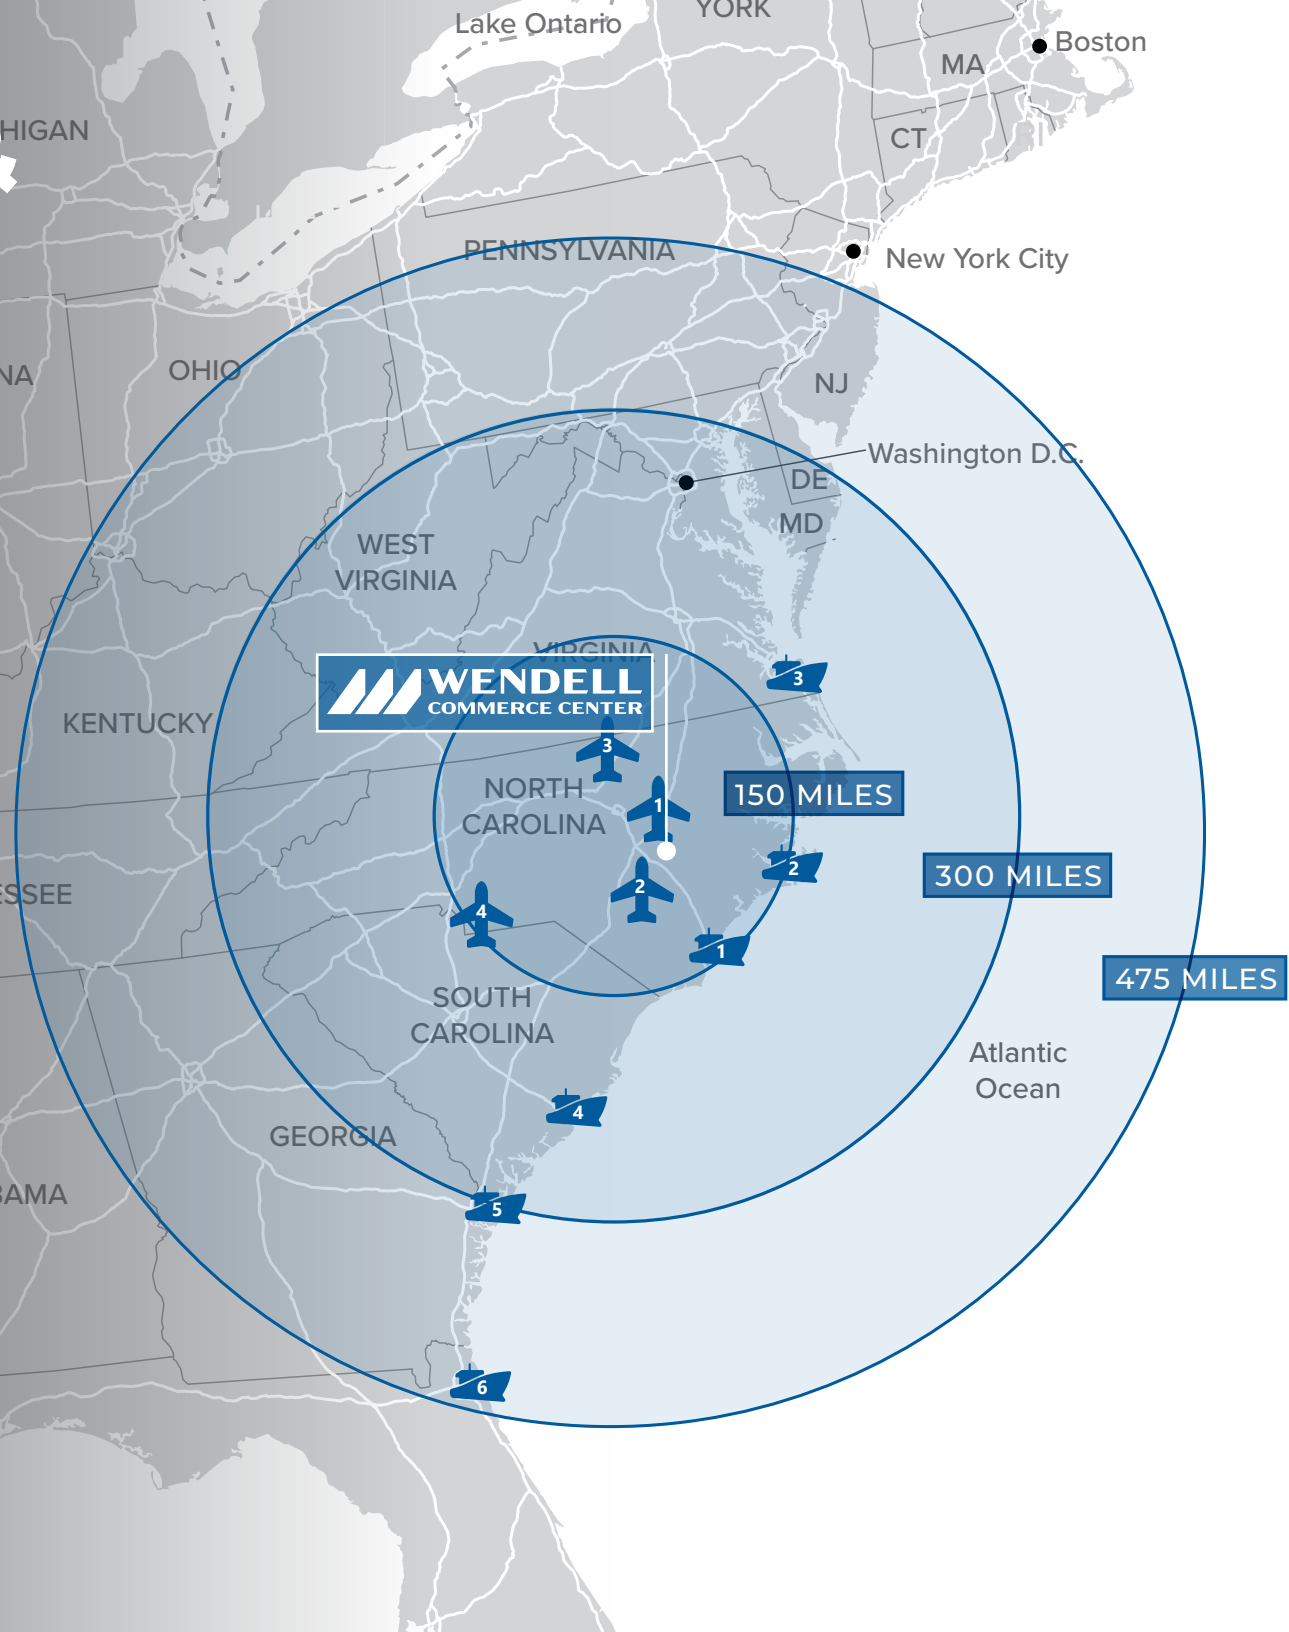 YORK
Lake Ontario
Boston
MA
HIGAN
CT
PENNSYLVANIA
New York City
OHIO
NA
NJ
Washington D.C.
DE
MD
WEST
VIRGINIA
VIRGINIA
WENDELL
COMMERCE CENTER
3
KENTUCKY
3
NORTH
CAROLINA
1
150 MILES
2
300 MILES
2
ESSEE
4
1
475 MILES
SOUTH
CAROLINA
Atlantic
Ocean
4
GEORGIA
BAMA
5
6